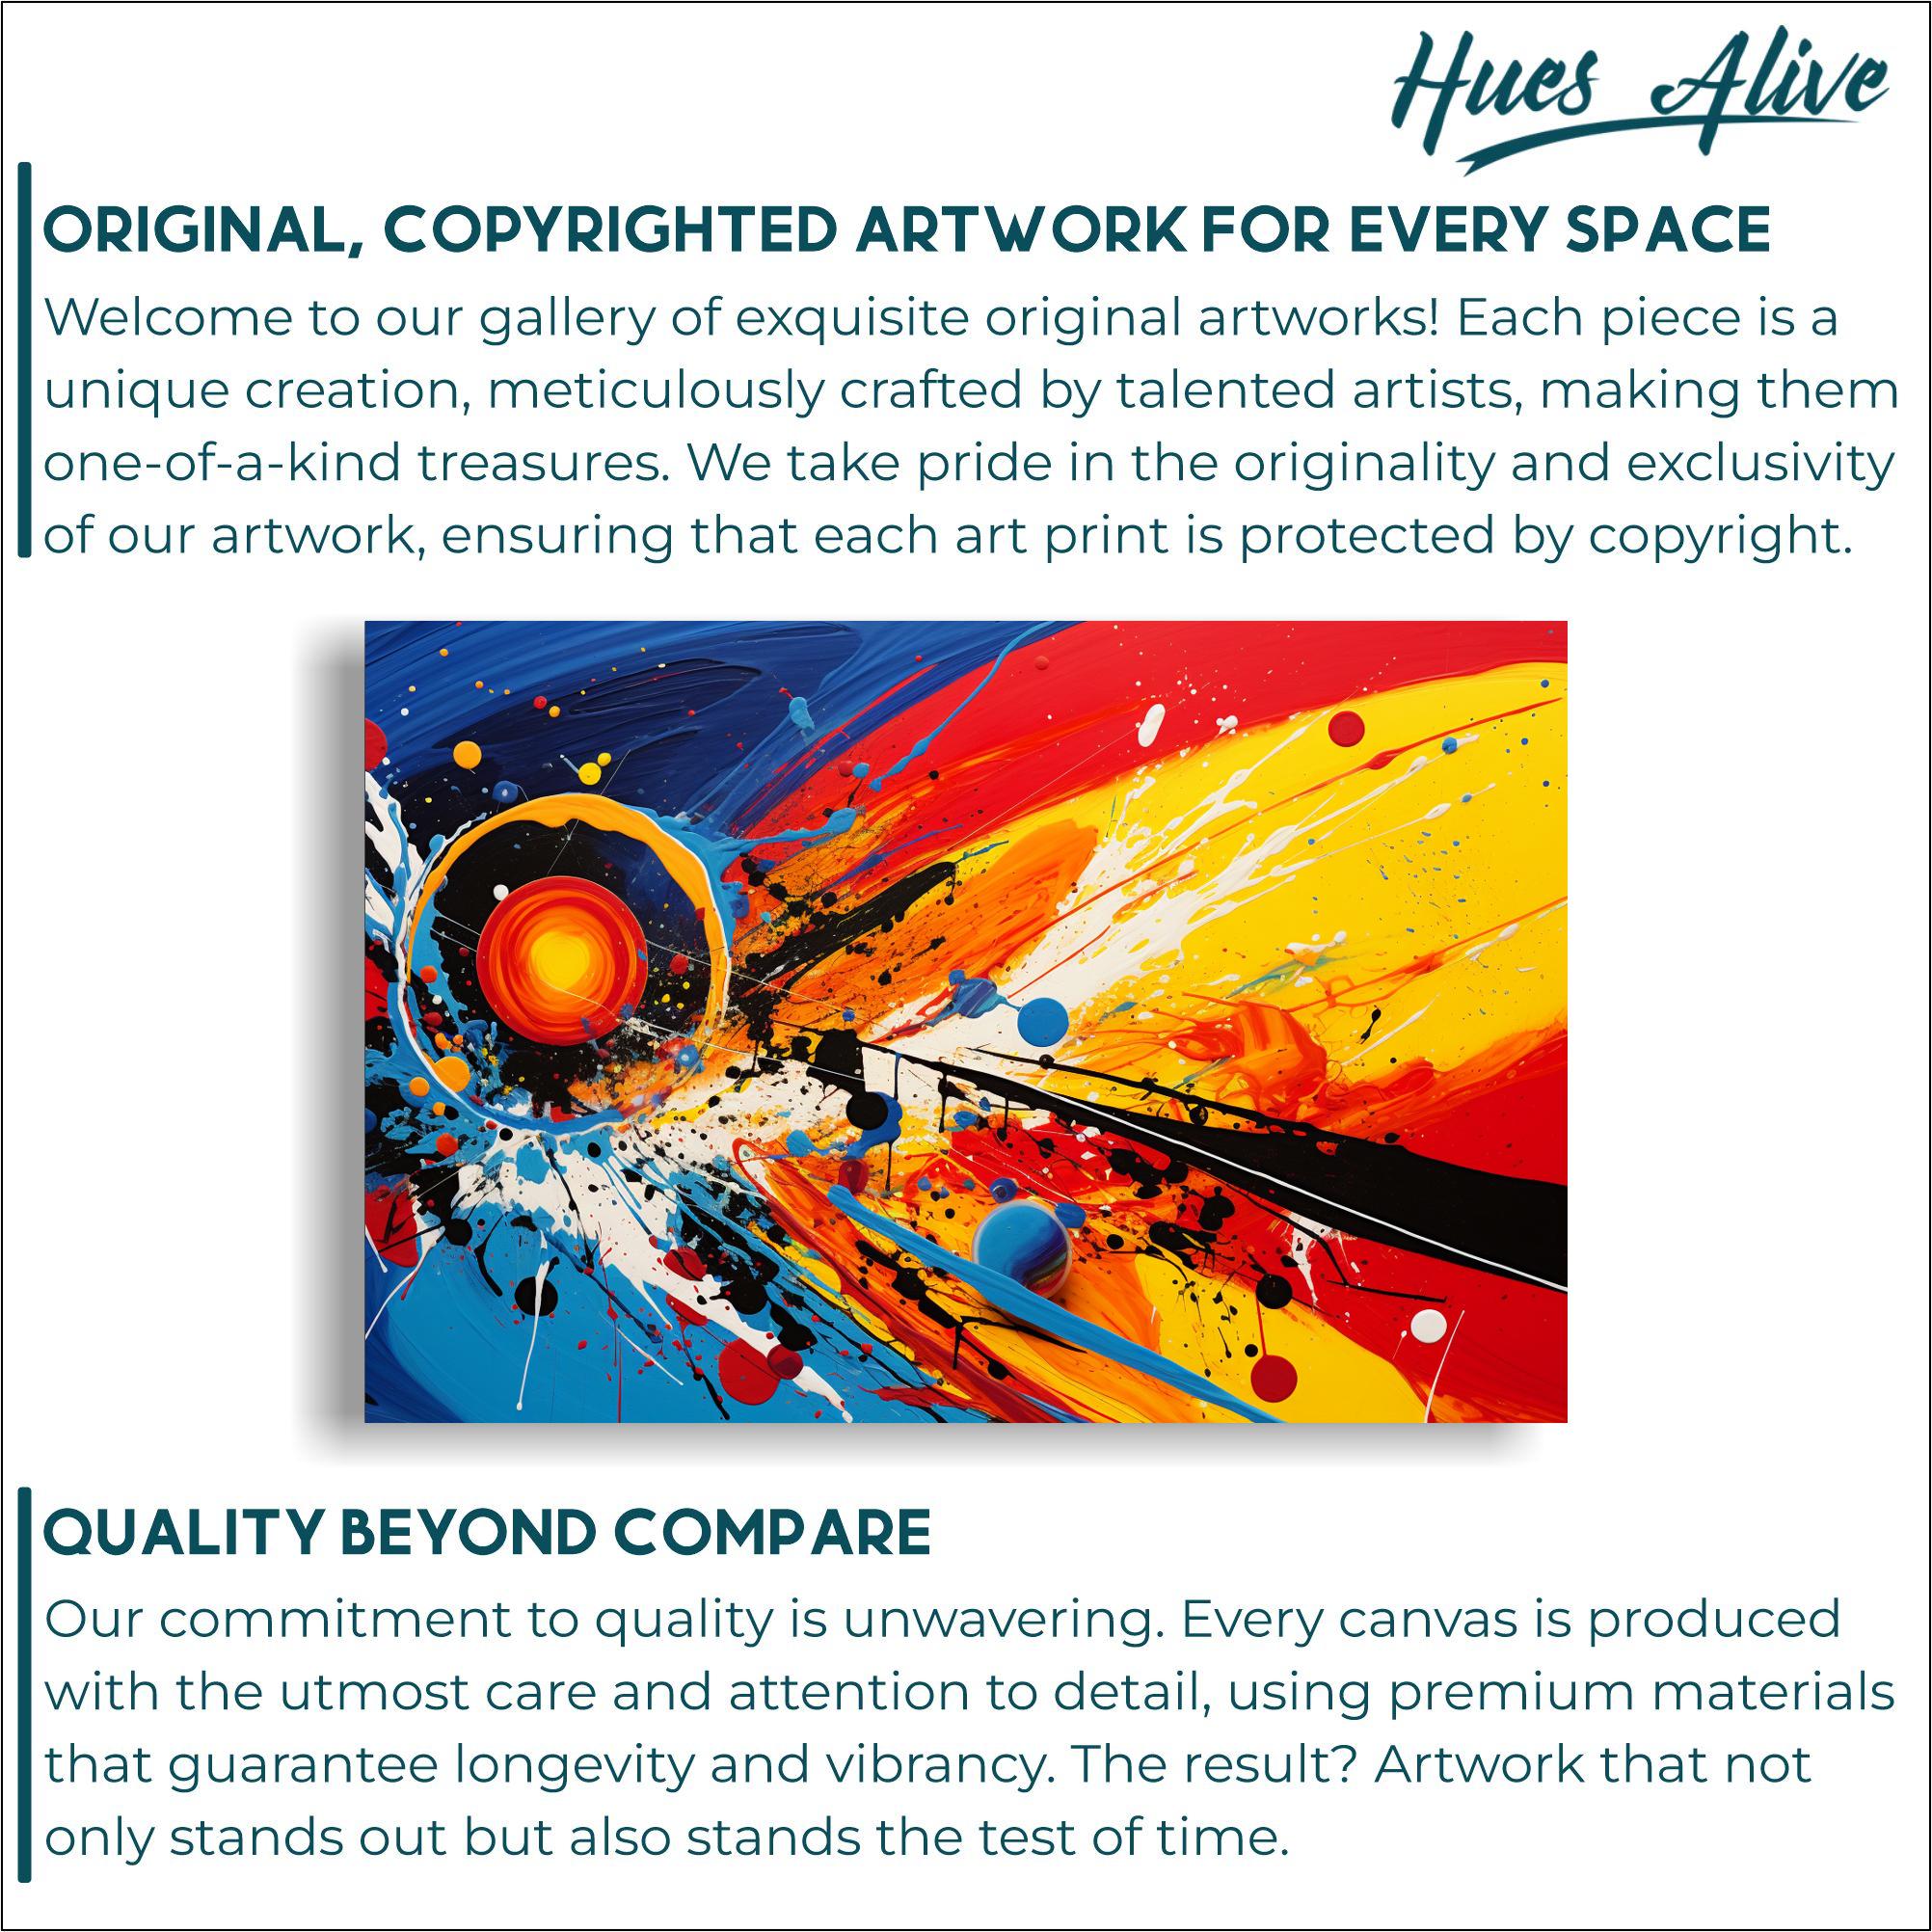 Hues Alive
ORIGINAL, COPYRIGHTED ARTWORK FOR EVERY SPACE
Welcome to our gallery of exquisite original artworks! Each piece is a
unique creation, meticulously crafted by talented artists, making them
one-of-a-kind treasures. We take pride in the originality and exclusivity
of our artwork, ensuring that each art print is protected by copyright.
QUALITY BEYOND COMPARE
Our commitment to quality is unwavering. Every canvas is produced
with the utmost care and attention to detail, using premium materials
that guarantee longevity and vibrancy. The result? Artwork that not
only stands out but also stands the test of time.